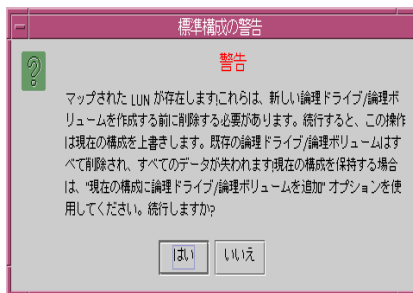 標準構成の警告
警告
マップされた LUN が存在します!これらは、新しい論理ドライブ/論理ボ
リュームを作成する前に削除する必要があります。続行すると、この操作
は現在の構成を上書きします。既存の論理ドライブ/論理ボリュームはす
べて削除され、すべてのデータが失われます!現在の構成を保持する場合
は、"現在の構成に論理ドライブ/論理ボリュームを追加" オプションを使
用してください。続行しますか?
はい いいえ